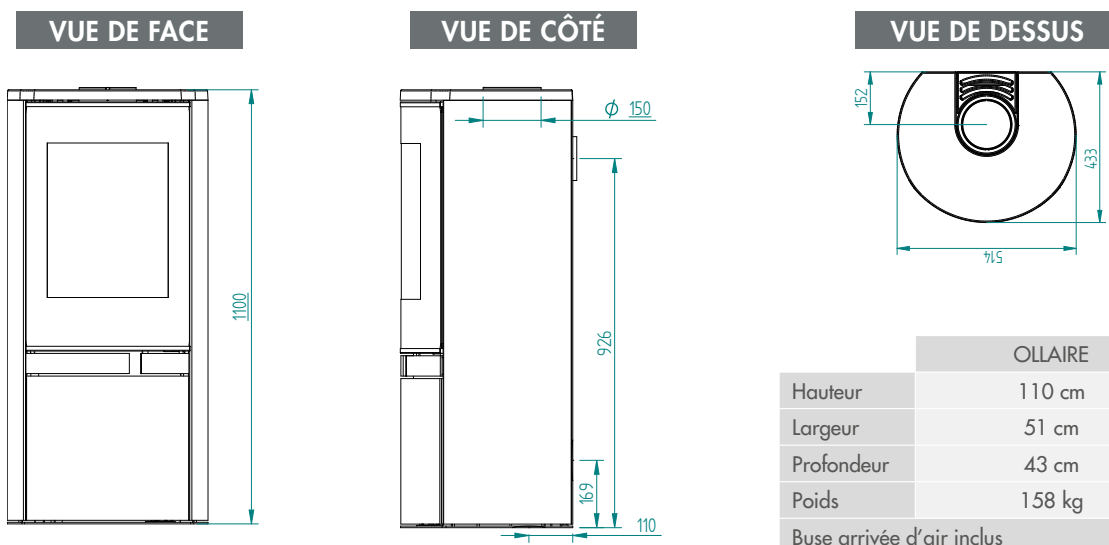 VUE DE FACE
VUE DE CÔTÉ
VUE DE DESSUS
1100
Φ 150
926
169
110
152
433
514
OLLAIRE
Hauteur 110 cm
Largeur 51 cm
Profondeur 43 cm
Poids 158 kg
Buse arrivée d'air inclus